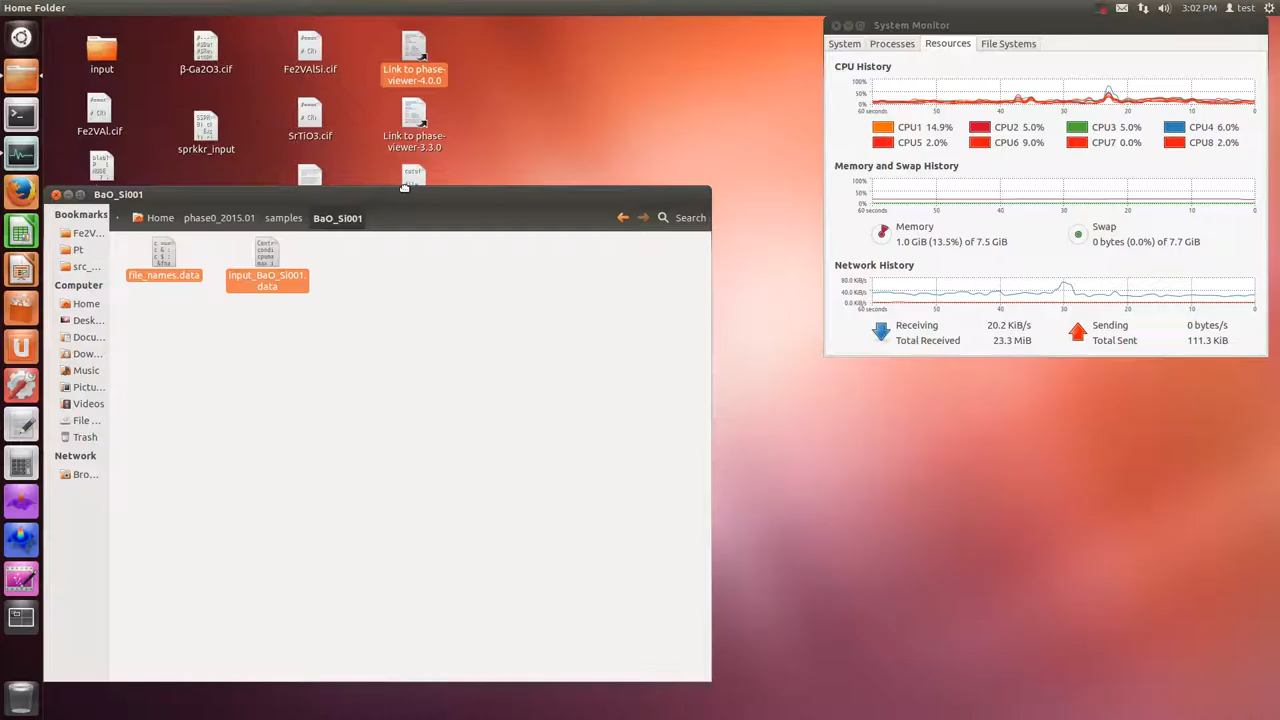 Home Folder
3:02 PM
test
input
β-Ga2O3.cif
Fe2VAlSi.cif
Link to phase-
viewer-4.0.0
Fe2VAl.cif
sprkkr_input
SrTiO3.cif
Link to phase-
viewer-3.3.0
BaO_Si001
Home
phase0_2015.01
samples
BaO_Si001
Search
Bookmarks
Fe2V...
Pt
src_...
Computer
Home
Desk...
Docu...
Dow...
Music
Pictu...
Videos
File ...
Trash
Network
Bro...
file_names.data
input_BaO_Si001.
data
System Monitor
System
Processes
Resources
File Systems
CPU History
100%
50%
0%
60 seconds
50
40
30
20
10
0
CPU1 14.9%
CPU2 5.0%
CPU3 5.0%
CPU4 6.0%
CPU5 2.0%
CPU6 9.0%
CPU7 0.0%
CPU8 2.0%
Memory and Swap History
100%
50%
0%
60 seconds
50
40
30
20
10
0
Memory
1.0 GiB (13.5%) of 7.5 GiB
Swap
0 bytes (0.0%) of 7.7 GiB
Network History
80.0 KiB/s
40.0 KiB/s
0.0 KiB/s
60 seconds
50
40
30
20
10
0
Receiving
20.2 KiB/s
Total Received
23.3 MiB
Sending
0 bytes/s
Total Sent
111.3 KiB